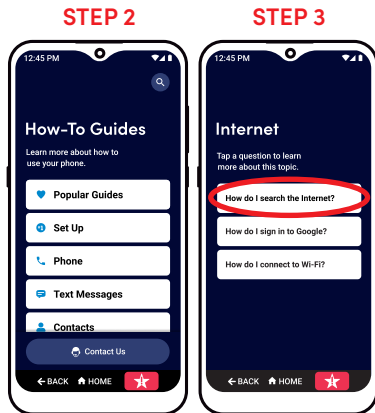 STEP 2
12:45 PM
How-To Guides
Learn more about how to
use your phone.
Popular Guides
Set Up
Phone
Text Messages
Contacts
Contact Us
BACK HOME
STEP 3
12:45 PM
Internet
Tap a question to learn
more about this topic.
How do I search the Internet?
How do I sign in to Google?
How do I connect to Wi-Fi?
BACK HOME